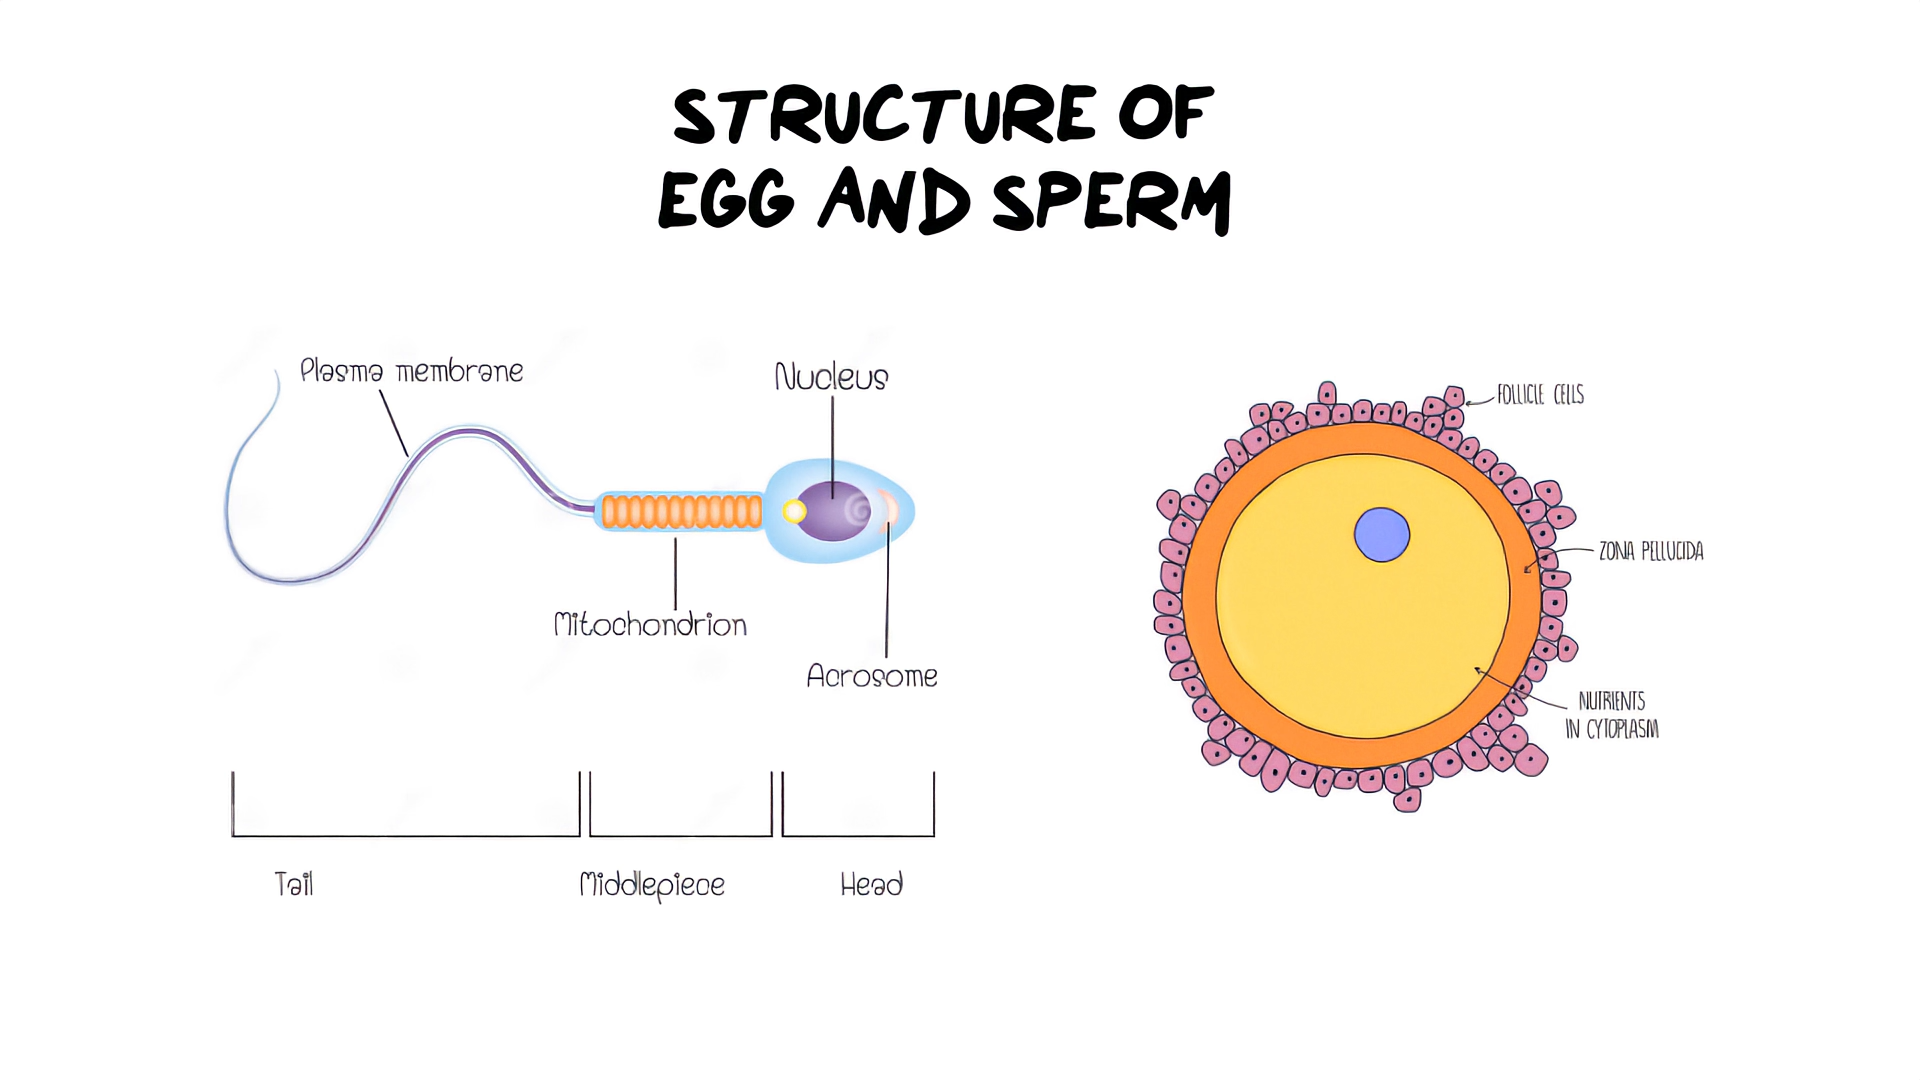 STRUCTURE OF
EGG AND SPERM
Plasma membrane
Nucleus
Mitochondrion
Acrosome
Tail
Middlepiece
Head
FOLLICLE CELLS
ZONA PELLUCIDA
NUTRIENTS
IN CYTOPLASM